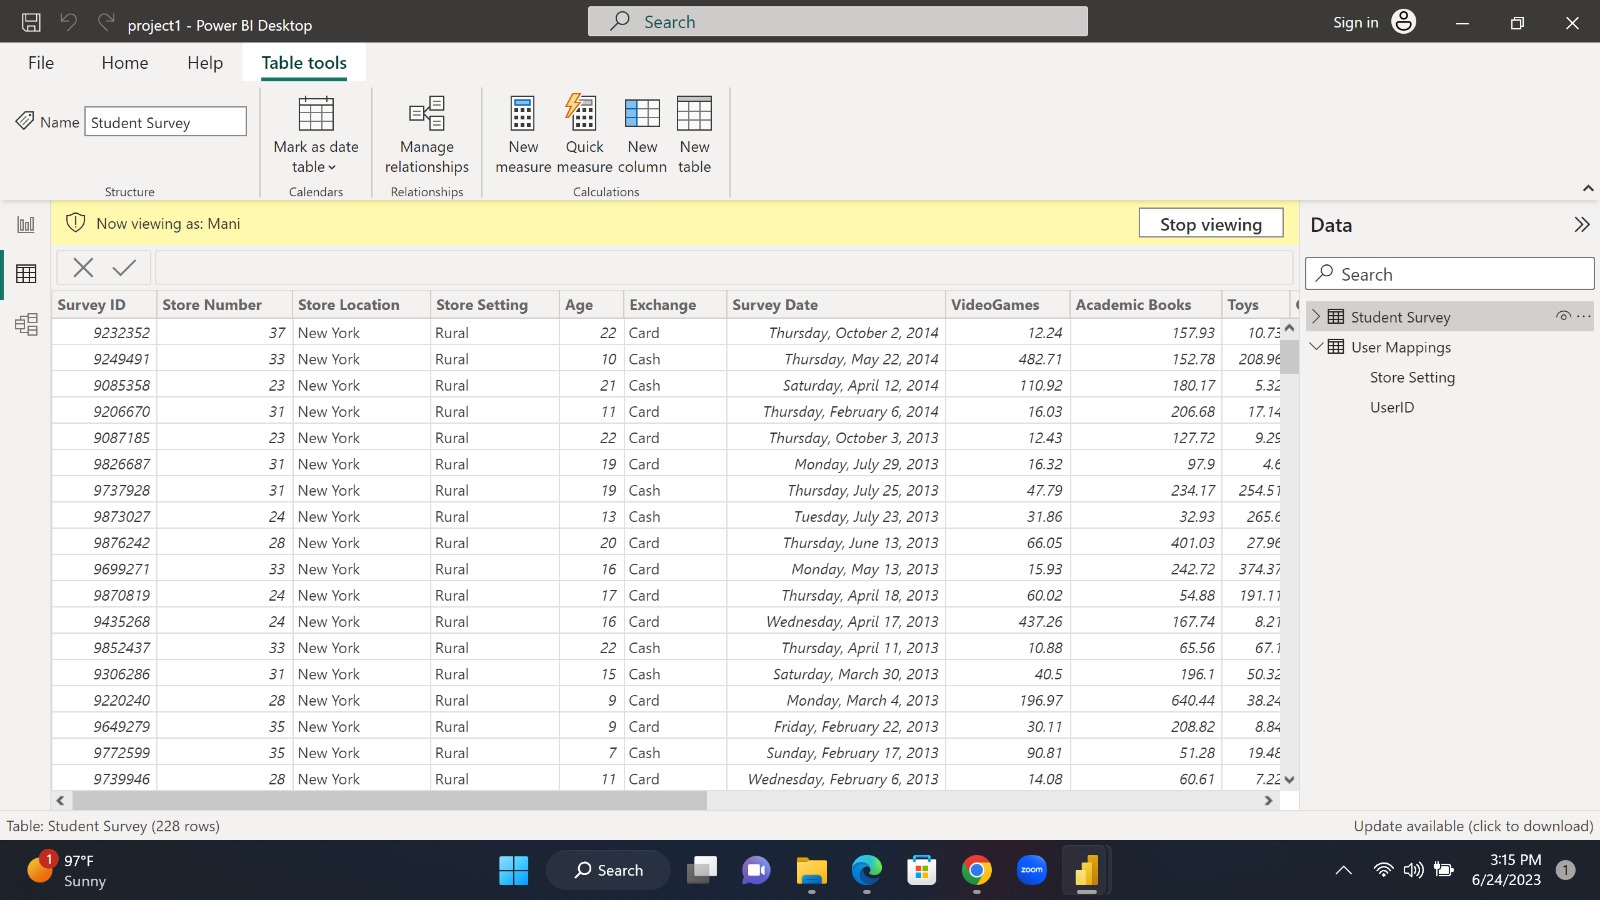 project1 - Power BI Desktop
Search
Sign in
File Home Help Table tools
Name Student Survey
Mark as date table
Manage relationships
New measure
Quick measure
New column
New table
Structure Calendars Relationships Calculations
Now viewing as: Mani
Stop viewing
Survey ID Store Number Store Location Store Setting Age Exchange Survey Date VideoGames Academic Books Toys
9232352 37 New York Rural 22 Card Thursday, October 2, 2014 12.24 157.93 10.73
9249491 33 New York Rural 10 Cash Thursday, May 22, 2014 482.71 152.78 208.96
9085358 23 New York Rural 21 Cash Saturday, April 12, 2014 110.92 180.17 5.32
9206670 31 New York Rural 11 Card Thursday, February 6, 2014 16.03 206.68 17.14
9087185 23 New York Rural 22 Card Thursday, October 3, 2013 12.43 127.72 9.29
9826687 31 New York Rural 19 Card Monday, July 29, 2013 16.32 97.9 4.6
9737928 31 New York Rural 19 Cash Thursday, July 25, 2013 47.79 234.17 254.51
9873027 24 New York Rural 13 Cash Tuesday, July 23, 2013 31.86 32.93 265.6
9876242 28 New York Rural 20 Card Thursday, June 13, 2013 66.05 401.03 27.96
9699271 33 New York Rural 16 Card Monday, May 13, 2013 15.93 242.72 374.37
9870819 24 New York Rural 17 Card Thursday, April 18, 2013 60.02 54.88 191.11
9435268 24 New York Rural 16 Card Wednesday, April 17, 2013 437.26 167.74 8.21
9852437 33 New York Rural 22 Cash Thursday, April 11, 2013 10.88 65.56 67.1
9306286 31 New York Rural 15 Cash Saturday, March 30, 2013 40.5 196.1 50.32
9220240 28 New York Rural 9 Card Monday, March 4, 2013 196.97 640.44 38.24
9649279 35 New York Rural 9 Card Friday, February 22, 2013 30.11 208.82 8.84
9772599 35 New York Rural 7 Cash Sunday, February 17, 2013 90.81 51.28 19.48
9739946 28 New York Rural 11 Card Wednesday, February 6, 2013 14.08 60.61 7.22
Data
Search
Student Survey
User Mappings
Store Setting
UserID
Table: Student Survey (228 rows)
Update available (click to download)
1
97°F
Sunny
Search
zoom
3:15 PM
6/24/2023
1